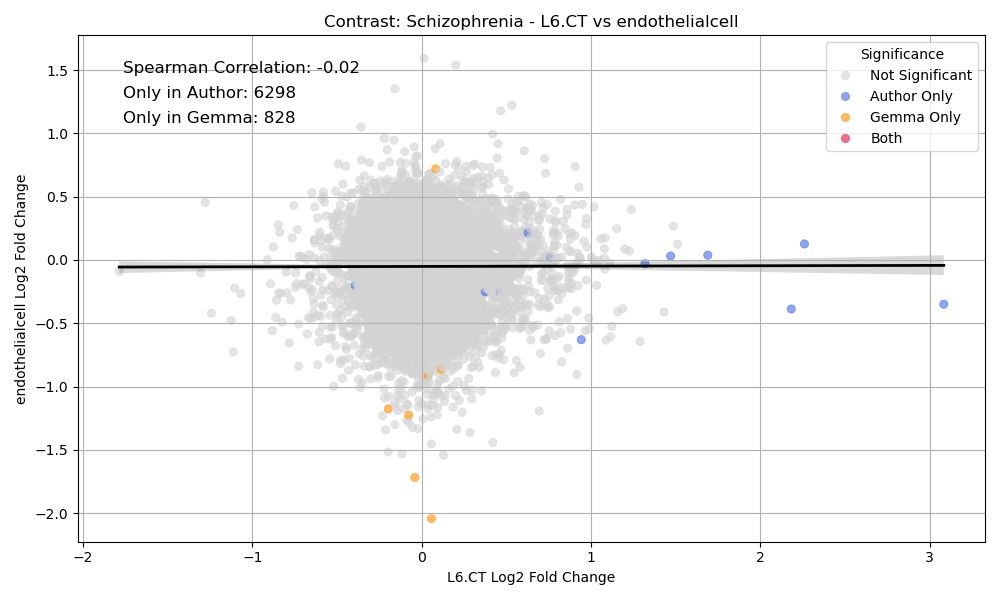 Contrast: Schizophrenia - L6.CT vs endothelialcell
Spearman Correlation: -0.02
Only in Author: 6298
Only in Gemma: 828
Significance
Not Significant
Author Only
Gemma Only
Both
endothelialcell Log2 Fold Change
1.5
1.0
0.5
0.0
−0.5
−1.0
−1.5
−2.0
−2
−1
0
1
2
3
L6.CT Log2 Fold Change